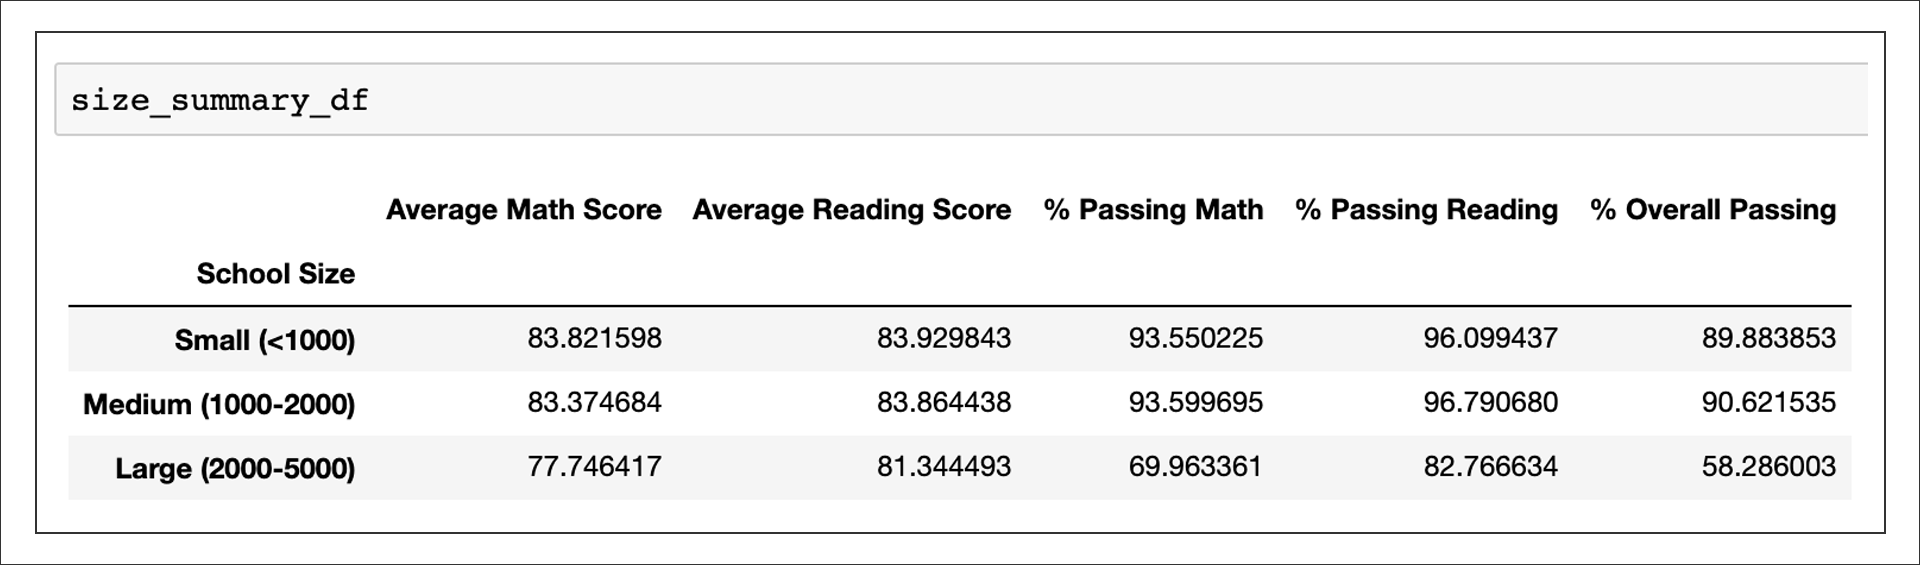 size_summary_df
Average Math Score Average Reading Score % Passing Math % Passing Reading % Overall Passing
School Size
Small (<1000) 83.821598 83.929843 93.550225 96.099437 89.883853
Medium (1000-2000) 83.374684 83.864438 93.599695 96.790680 90.621535
Large (2000-5000) 77.746417 81.344493 69.963361 82.766634 58.286003